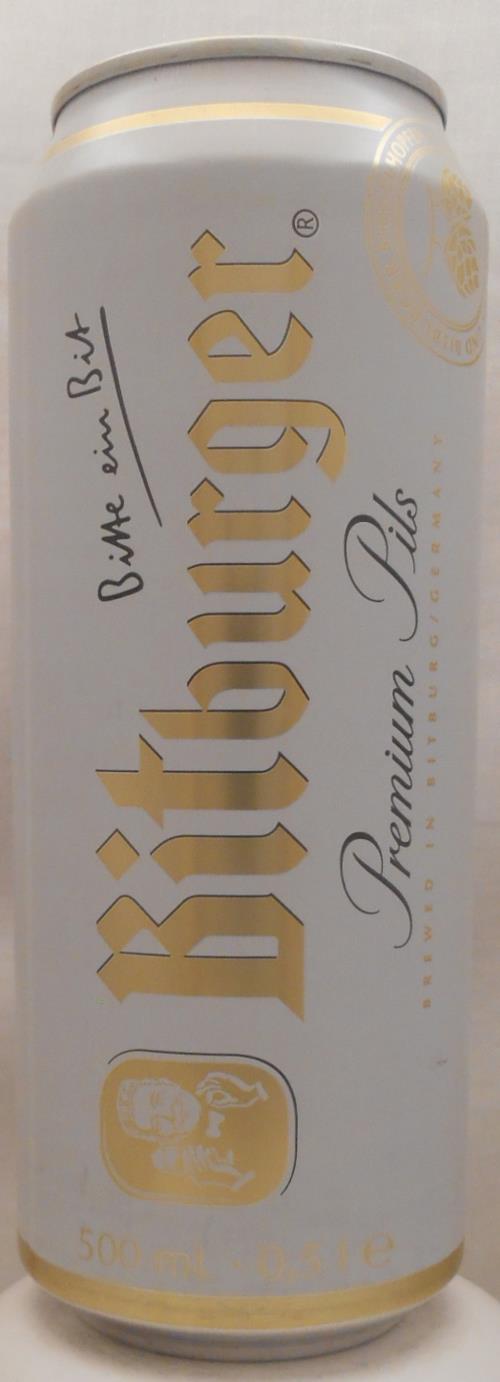 Bitte ein Bit
Bitburger®
Premium Pils
BREWED IN BITBURG/GERMANY
500 mL · 0,5 l e